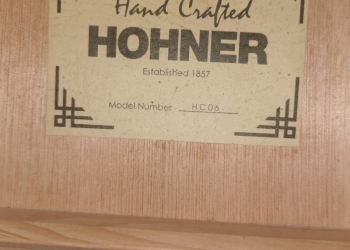 Hand Crafted
HOHNER
Established 1857
Model Number HC06